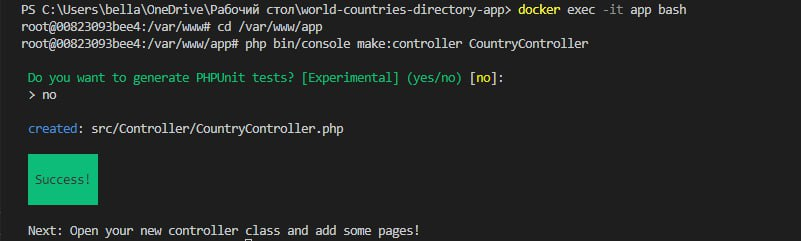 PS C:\Users\bella\OneDrive\Рабочий стол\world-countries-directory-app> docker exec -it app bash
root@00823093bee4:/var/www# cd /var/www/app
root@00823093bee4:/var/www/app# php bin/console make:controller CountryController
Do you want to generate PHPUnit tests? [Experimental] (yes/no) [no]:
> no
created: src/Controller/CountryController.php
Success!
Next: Open your new controller class and add some pages!